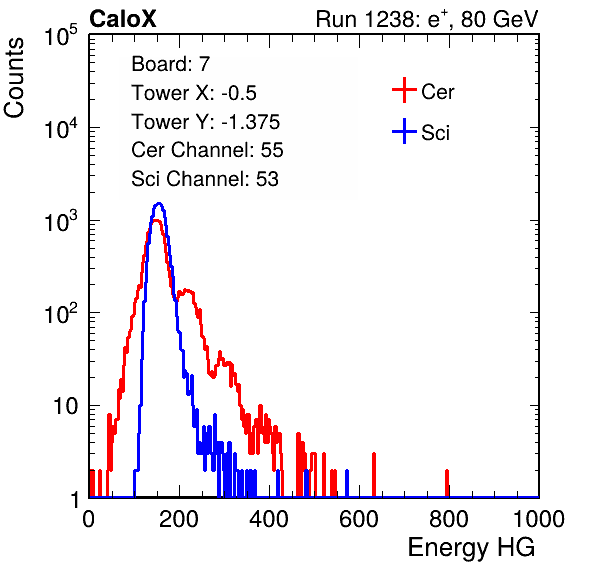 CaloX Run 1238: e⁺, 80 GeV
Counts
10⁵
10⁴
10³
10²
10
1
Board: 7
Tower X: -0.5
Tower Y: -1.375
Cer Channel: 55
Sci Channel: 53
Cer
Sci
0 200 400 600 800 1000
Energy HG